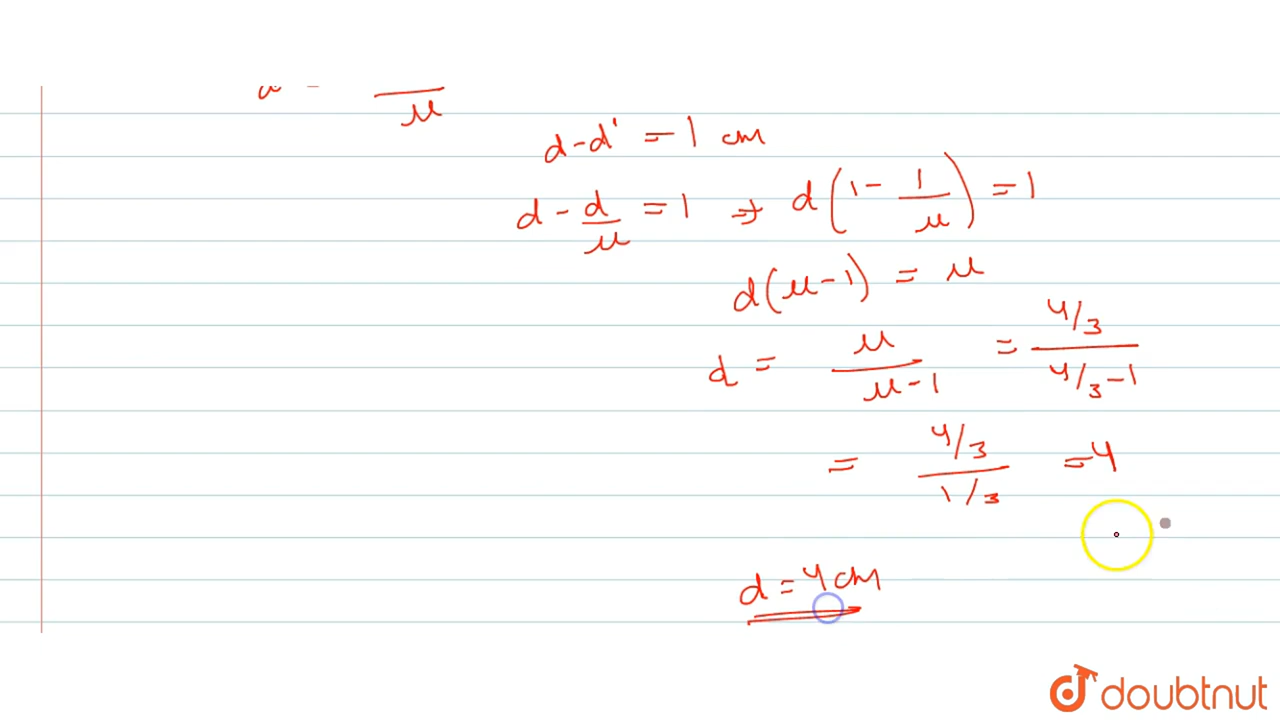 μ
d-d' = 1 cm
d - d/μ = 1 ⇒ d(1 - 1/μ) = 1
d(μ-1) = μ
d = μ/(μ-1) = (4/3)/(4/3-1)
= (4/3)/(1/3) = 4
d = 4 cm
doubtnut